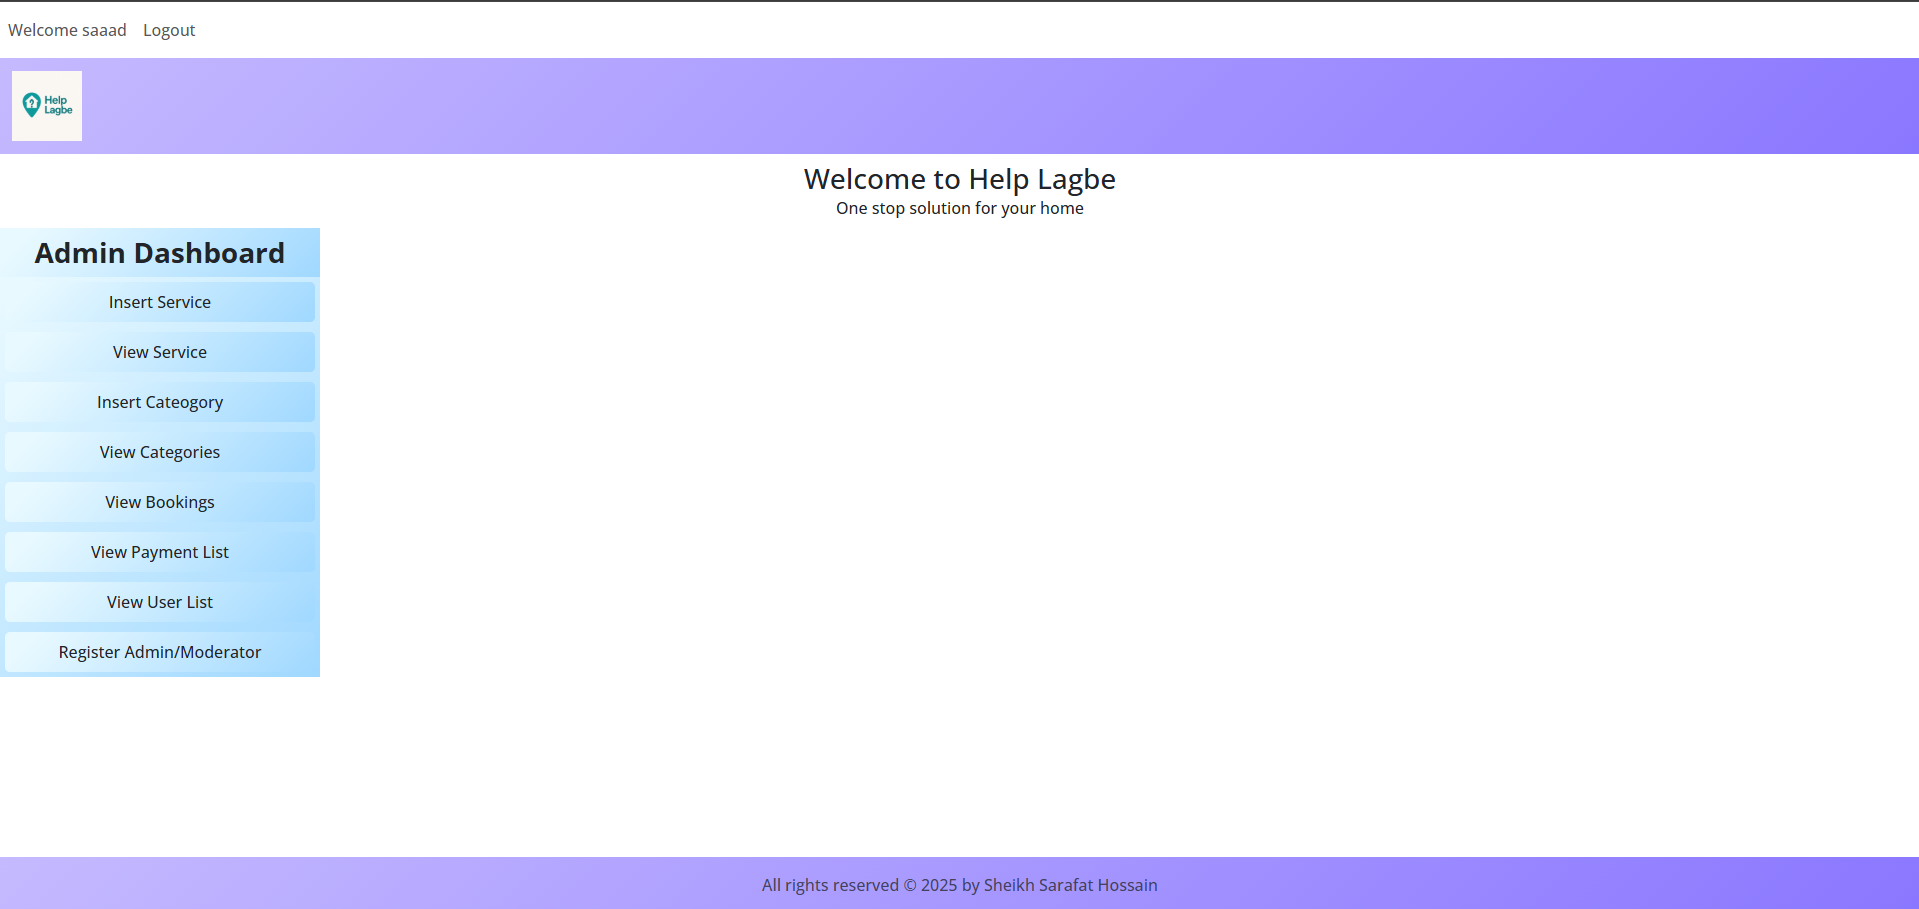 Welcome saaad Logout
Help
Lagbe
Welcome to Help Lagbe
One stop solution for your home
Admin Dashboard
Insert Service
View Service
Insert Cateogory
View Categories
View Bookings
View Payment List
View User List
Register Admin/Moderator
All rights reserved © 2025 by Sheikh Sarafat Hossain